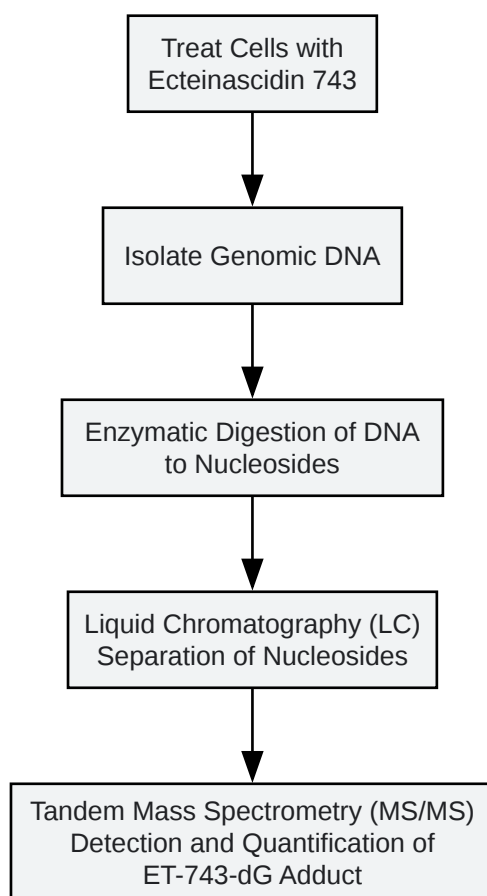 Treat Cells with
Ecteinascidin 743
Isolate Genomic DNA
Enzymatic Digestion of DNA
to Nucleosides
Liquid Chromatography (LC)
Separation of Nucleosides
Tandem Mass Spectrometry (MS/MS)
Detection and Quantification of
ET-743-dG Adduct